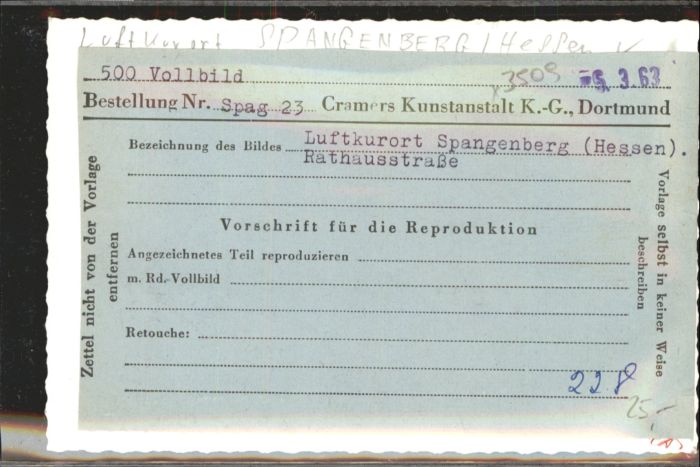 Luftkurort SPANGENBERG/Hessen
500 Vollbild
3509
-5. 3. 63
Bestellung Nr. Spag 23 Cramers Kunstanstalt K.-G., Dortmund
Bezeichnung des Bildes Luftkurort Spangenberg (Hessen).
Rathausstraße
Vorschrift für die Reproduktion
Angezeichnetes Teil reproduzieren
m. Rd.-Vollbild
Retouche:
228
25,-
Zettel nicht von der Vorlage
entfernen
Vorlage selbst in keiner Weise
beschreiben